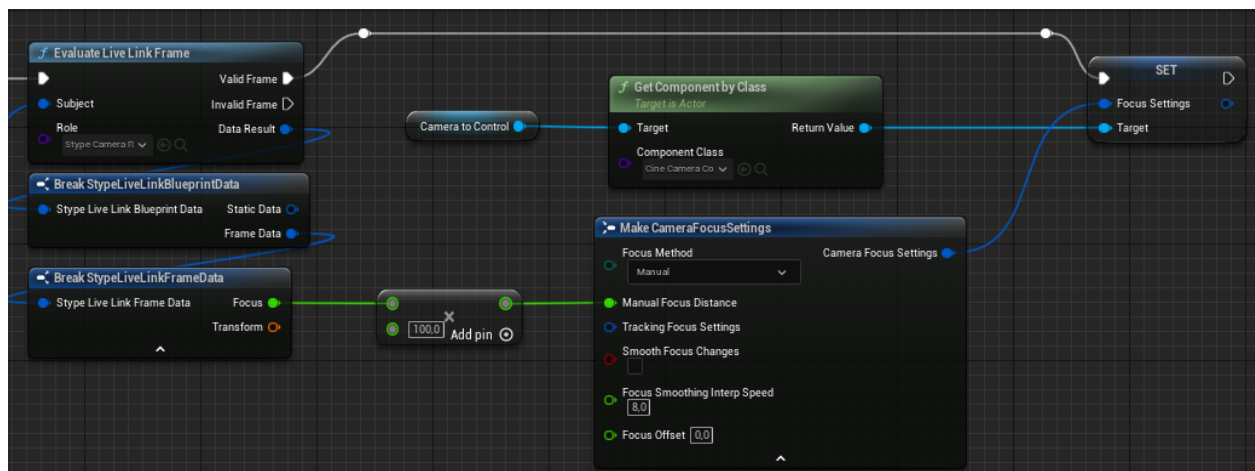 Evaluate Live Link Frame
Valid Frame
Subject
Invalid Frame
Role
Stype Camera R
Data Result
Break StypeLiveLinkBlueprintData
Stype Live Link Blueprint Data
Static Data
Frame Data
Break StypeLiveLinkFrameData
Stype Live Link Frame Data
Focus
Transform
Camera to Control
100,0
Add pin
Get Component by Class
Target is Actor
Target
Return Value
Component Class
Cine Camera Co
Make CameraFocusSettings
Focus Method
Manual
Camera Focus Settings
Manual Focus Distance
Tracking Focus Settings
Smooth Focus Changes
Focus Smoothing Interp Speed
8,0
Focus Offset 0,0
SET
Focus Settings
Target